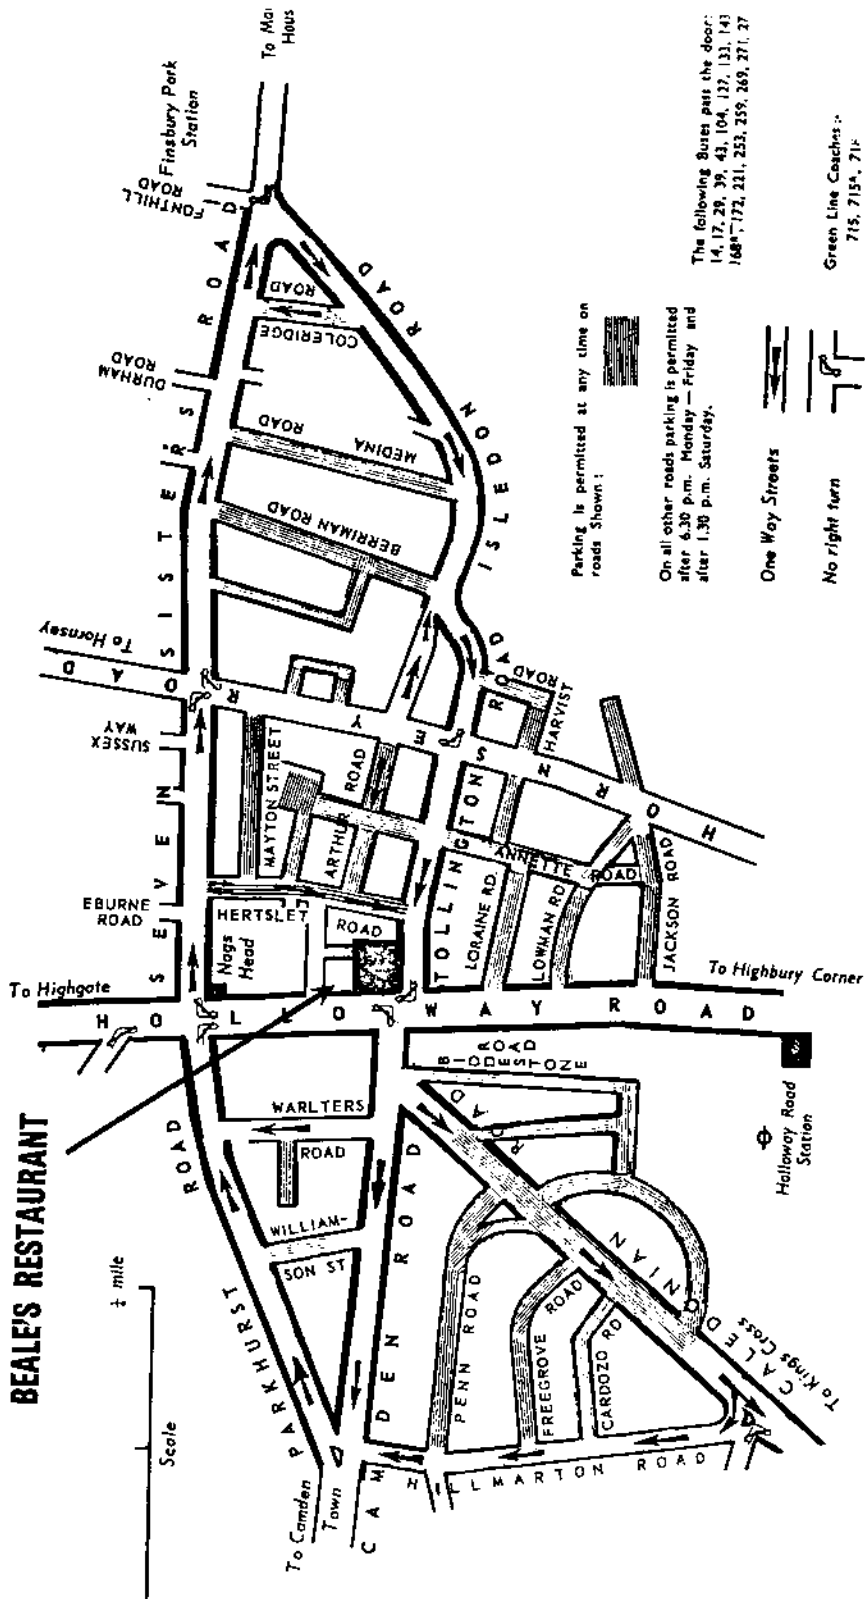 BEALE'S RESTAURANT
¼ mile
Scale
To Highgate
To Hornsey
Finsbury Park
Station
FONTHILL
ROAD
DURHAM
ROAD
SUSSEX
WAY
EBURNE
ROAD
SEVEN SISTERS ROAD
HORNSEY ROAD
COLERIDGE
ROAD
MEDINA
ROAD
BERRIMAN ROAD
ISLEDON ROAD
MAYTON STREET
ARTHUR
ROAD
HERTSLET
ROAD
Nags
Head
TOLLINGTON ROAD
HARVIST
ROAD
ANNETTE
ROAD
LORAINE RD.
LOWMAN RD
JACKSON ROAD
HOLLOWAY ROAD
To Highbury Corner
Holloway Road
Station
BIDDESTONE
ROAD
WARLTERS
ROAD
WILLIAM-
SON ST
PARKHURST ROAD
CAMDEN ROAD
To Camden
Town
PENN ROAD
FREEGROVE
ROAD
CARDOZO RD
HILLMARTON ROAD
CALEDONIAN ROAD
To Kings Cross
Parking is permitted at any time on
roads Shown :
On all other roads parking is permitted
after 6.30 p.m. Monday — Friday and
after 1.30 p.m. Saturday.
One Way Streets
No right turn
The following Buses pass the door:
14, 17, 29, 39, 43, 104, 127, 133, 143
172, 221, 253, 259, 269, 271, 27
Green Line Coaches :-
715, 715A, 71